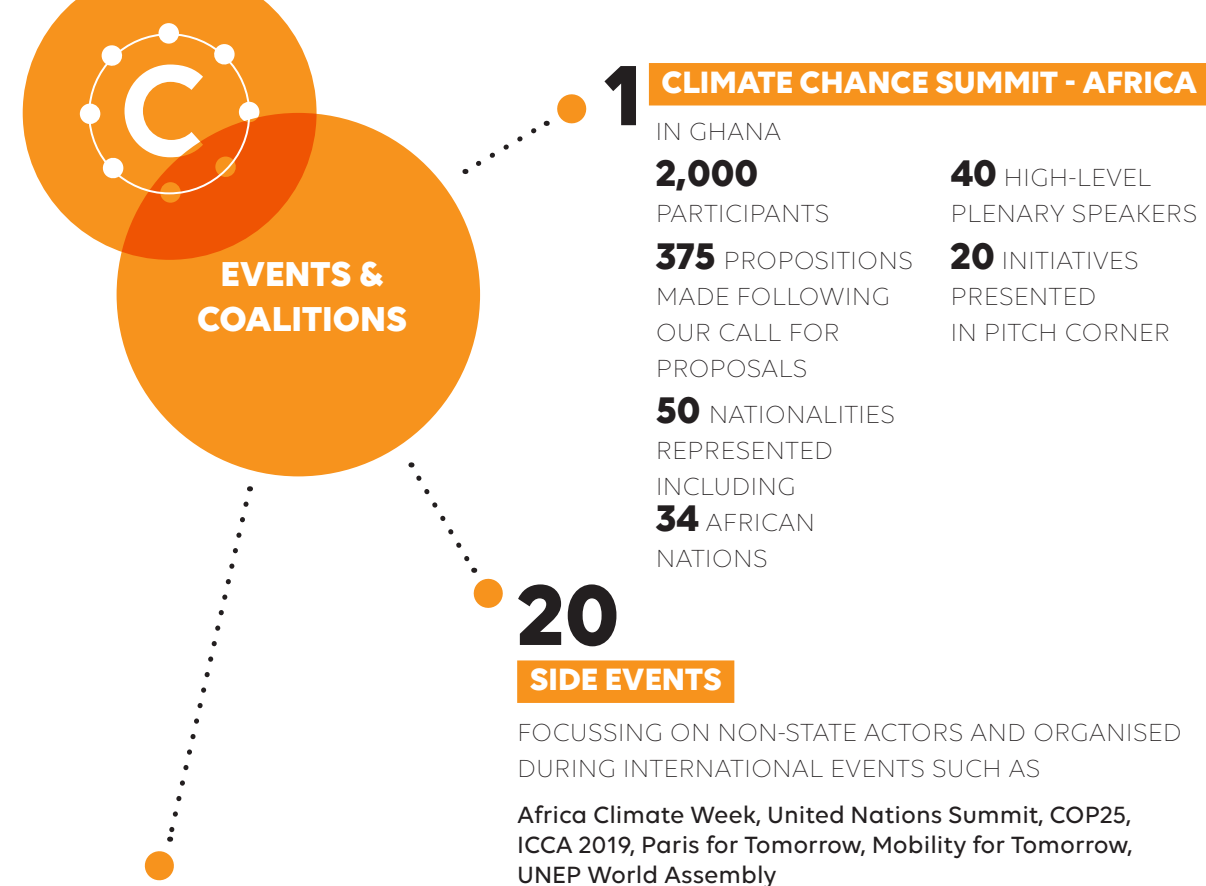 C
EVENTS &
COALITIONS
1 CLIMATE CHANCE SUMMIT - AFRICA
IN GHANA
2,000
PARTICIPANTS
375 PROPOSITIONS
MADE FOLLOWING
OUR CALL FOR
PROPOSALS
50 NATIONALITIES
REPRESENTED
INCLUDING
34 AFRICAN
NATIONS
40 HIGH-LEVEL
PLENARY SPEAKERS
20 INITIATIVES
PRESENTED
IN PITCH CORNER
20
SIDE EVENTS
FOCUSSING ON NON-STATE ACTORS AND ORGANISED
DURING INTERNATIONAL EVENTS SUCH AS
Africa Climate Week, United Nations Summit, COP25,
ICCA 2019, Paris for Tomorrow, Mobility for Tomorrow,
UNEP World Assembly